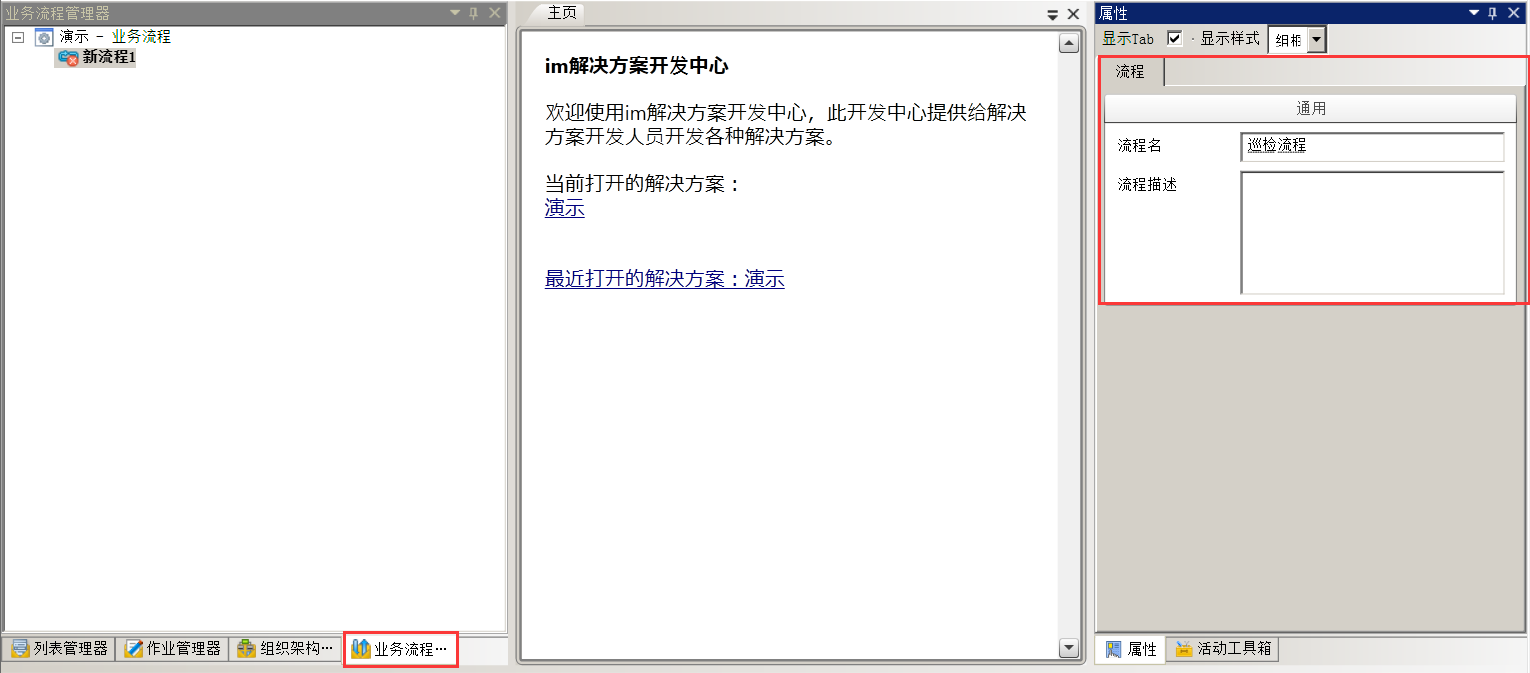 业务流程管理器
演示 - 业务流程
新流程1
列表管理器
作业管理器
组织架构…
业务流程…
主页
im解决方案开发中心
欢迎使用im解决方案开发中心，此开发中心提供给解决
方案开发人员开发各种解决方案。
当前打开的解决方案：
演示
最近打开的解决方案：演示
属性
显示Tab · 显示样式 细框
流程
通用
流程名 巡检流程
流程描述
属性
活动工具箱